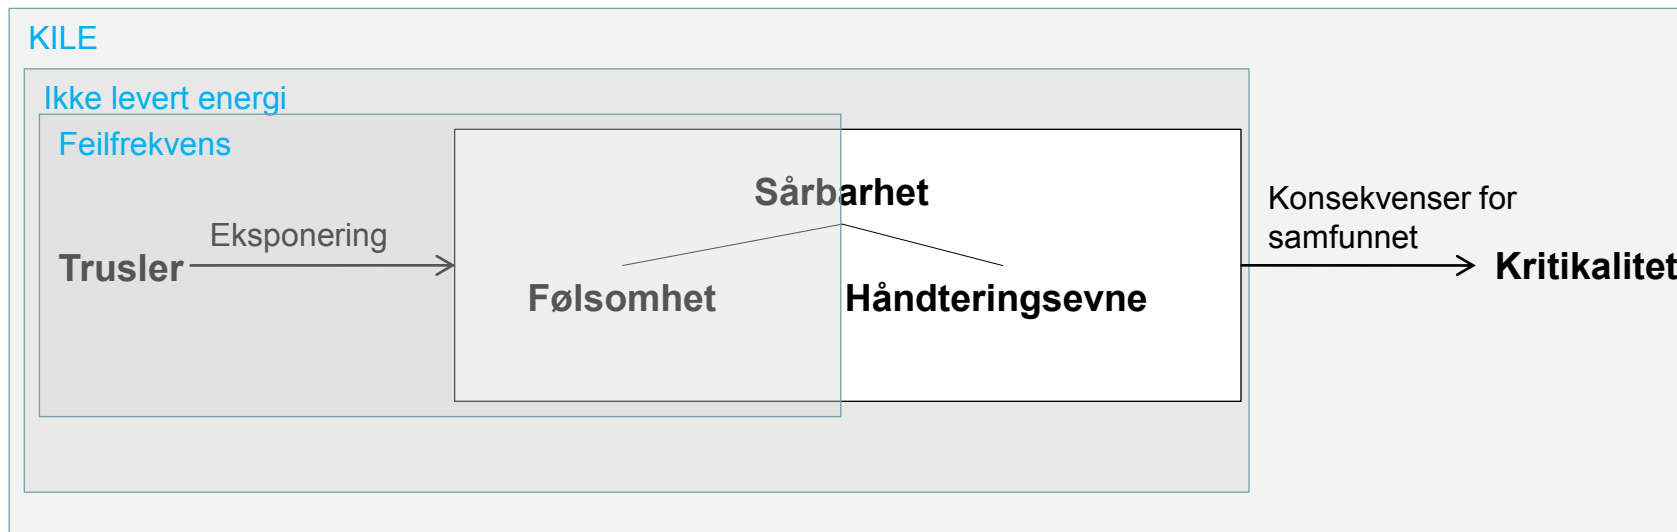 KILE
Ikke levert energi
Feilfrekvens
Sårbarhet
Eksponering
Trusler
Følsomhet
Håndteringsevne
Konsekvenser for
samfunnet
Kritikalitet